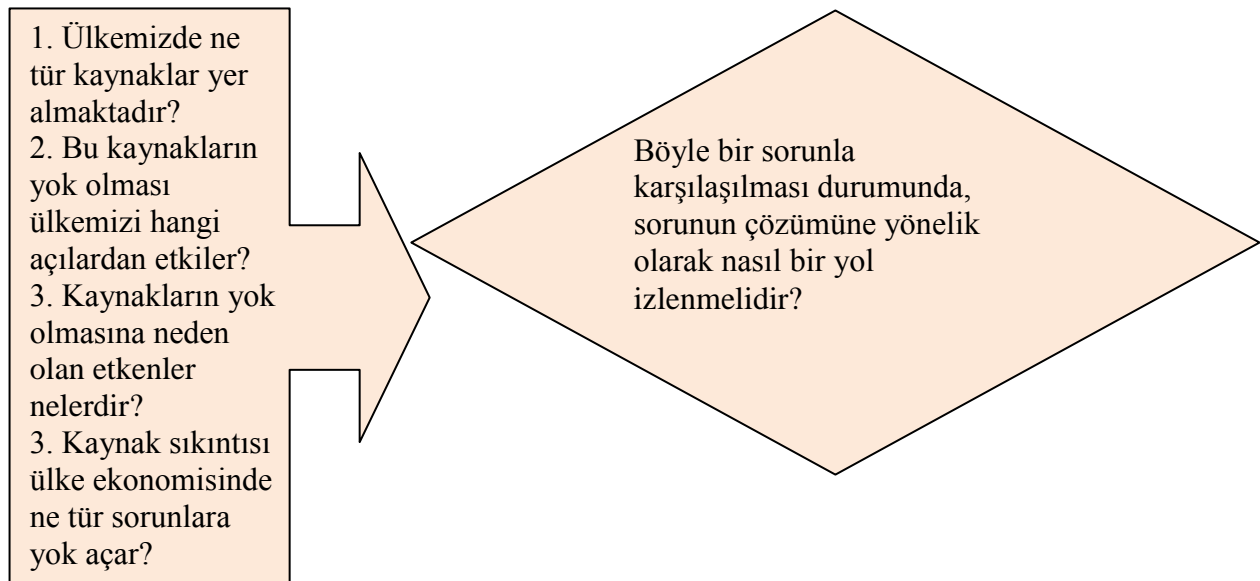 1. Ülkemizde ne
tür kaynaklar yer
almaktadır?
2. Bu kaynakların
yok olması
ülkemizi hangi
açılardan etkiler?
3. Kaynakların yok
olmasına neden
olan etkenler
nelerdir?
3. Kaynak sıkıntısı
ülke ekonomisinde
ne tür sorunlara
yok açar?
Böyle bir sorunla
karşılaşılması durumunda,
sorunun çözümüne yönelik
olarak nasıl bir yol
izlenmelidir?